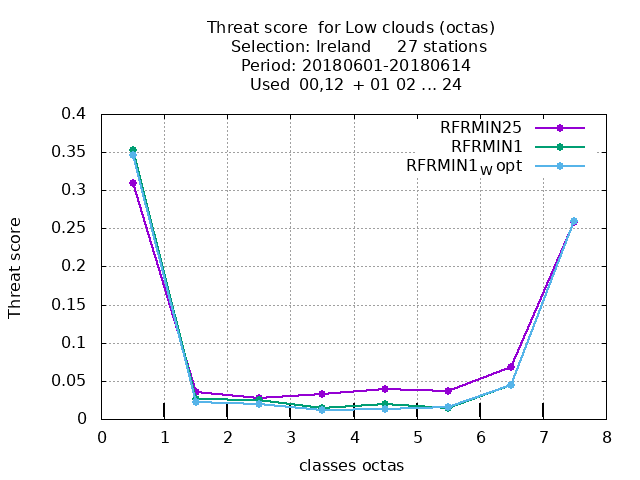 Threat score  for Low clouds (octas)
Selection: Ireland     27 stations
Period: 20180601-20180614
Used  00,12  + 01 02 ... 24
0.4
0.35
0.3
0.25
0.2
0.15
0.1
0.05
0
Threat score
RFRMIN25
RFRMIN1
RFRMIN1W opt
0 1 2 3 4 5 6 7 8
classes octas